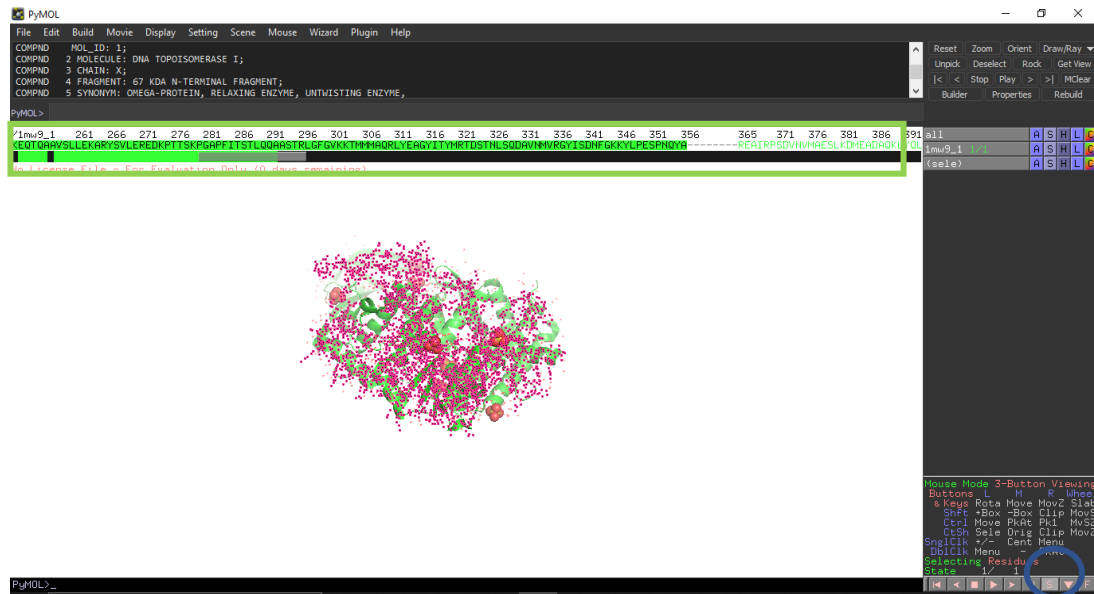 PyMOL
File Edit Build Movie Display Setting Scene Mouse Wizard Plugin Help
COMPND MOL_ID: 1;
COMPND 2 MOLECULE: DNA TOPOISOMERASE I;
COMPND 3 CHAIN: X;
COMPND 4 FRAGMENT: 67 KDA N-TERMINAL FRAGMENT;
COMPND 5 SYNONYM: OMEGA-PROTEIN, RELAXING ENZYME, UNTWISTING ENZYME,
PyMOL>
Reset Zoom Orient Draw/Ray
Unpick Deselect Rock Get View
|< < Stop Play > >| MClear
Builder Properties Rebuild
/1mw9_1 261 266 271 276 281 286 291 296 301 306 311 316 321 326 331 336 341 346 351 356 365 371 376 381 386 391
KEQTQAAVSLLEKARYSVLEREDKPTTSKPGAPFITSTLQQAASTRLGFGVKKTMMMAQRLYEAGYITYMRTDSTNLSQDAVNMVRGYISDNFGKKYLPESPNQYA--------REAIRPSDVNVMAESLKDMEADAQKLYQL
No License File - For Evaluation Only (0 days remaining)
all A S H L C
1mw9_1 1/1 A S H L C
(sele) A S H L C
Mouse Mode 3-Button Viewing
Buttons L M R Wheel
& Keys Rota Move MovZ Slab
Shft +Box -Box Clip MovS
Ctrl Move PkAt Pk1 MvSZ
CtSh Sele Orig Clip MovZ
SnglClk +/- Cent Menu
DblClk Menu - PkAt
Selecting Residues
State 1/ 1
S F
PyMOL>_